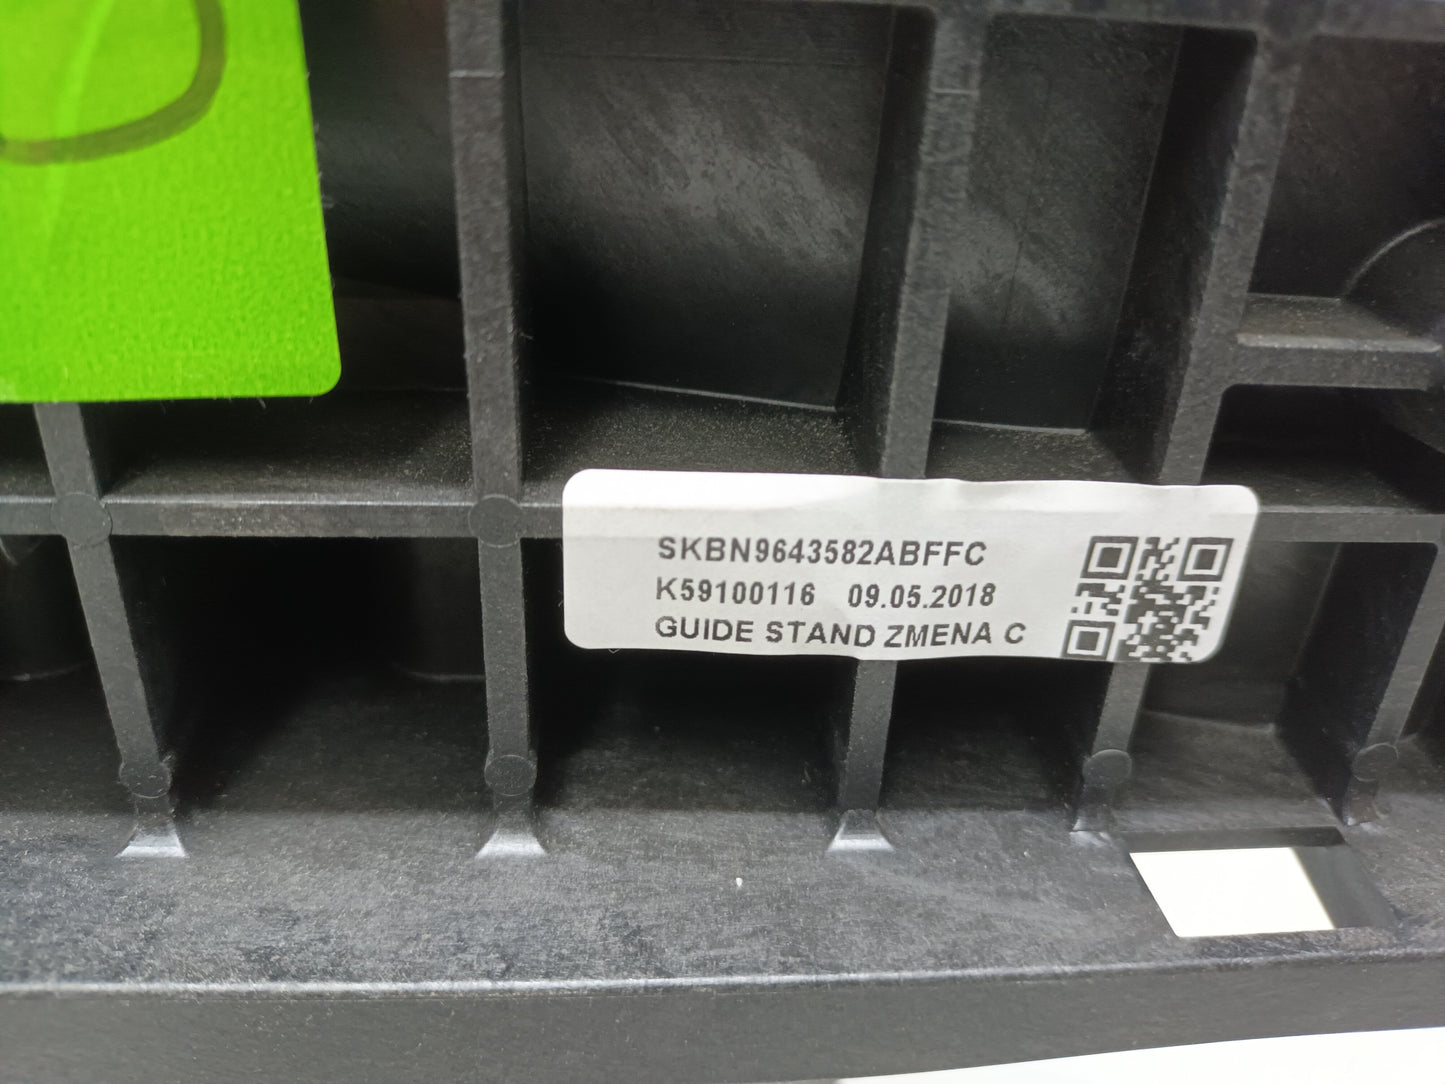 SKBN9643582ABFFC
K59100116 09.05.2018
GUIDE STAND ZMENA C